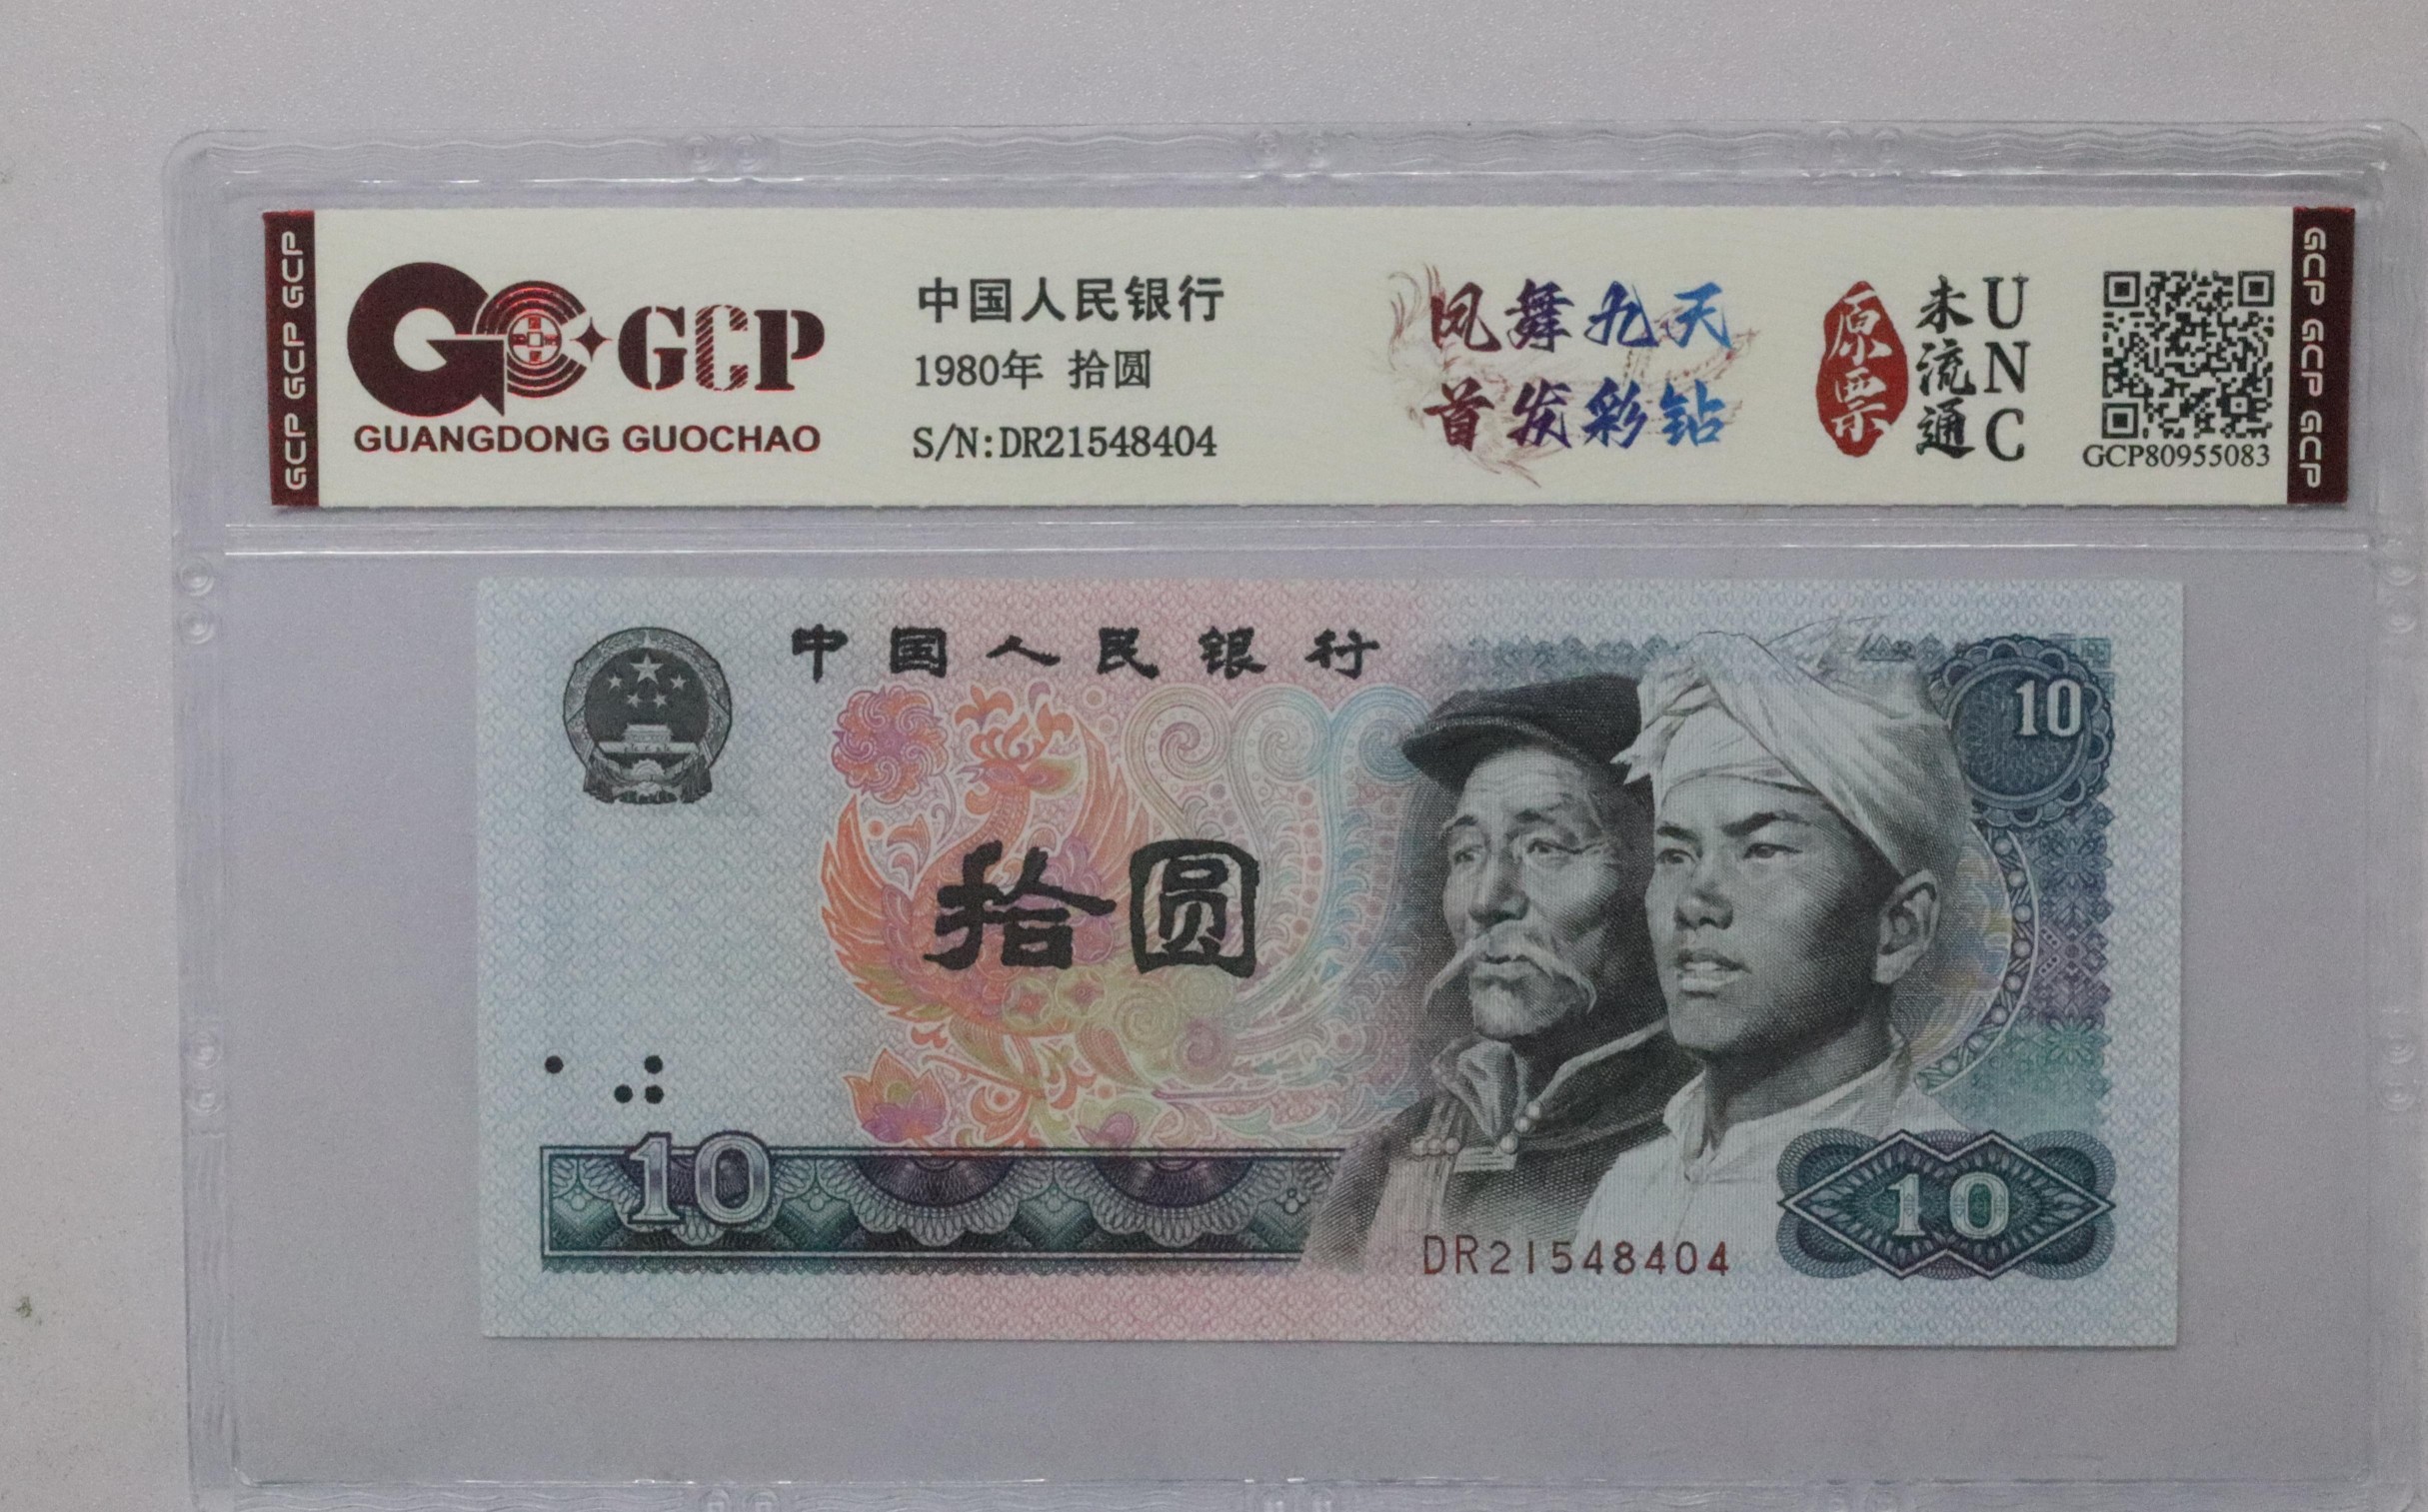 GCP GCP GCP
GC GCP
GUANGDONG GUOCHAO
中国人民银行
1980年 拾圆
S/N:DR21548404
凤舞九天
首发彩钻
原票
未流通
UNC
GCP80955083
GCP GCP GCP
中国人民银行
10
拾圆
10
10
DR21548404